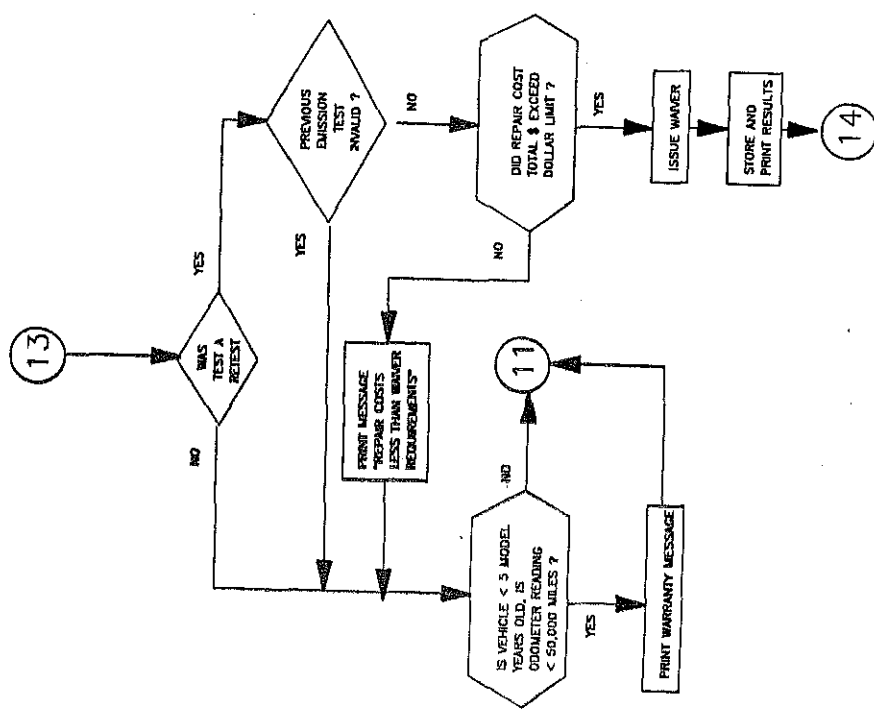 13
WAS
TEST A
RETEST
YES
NO
PREVIOUS
EMISSION
TEST
INVALID ?
YES
NO
DID REPAIR COST
TOTAL $ EXCEED
DOLLAR LIMIT ?
NO
YES
PRINT MESSAGE
"REPAIR COSTS
LESS THAN WAIVER
REQUIREMENTS"
ISSUE WAIVER
STORE AND
PRINT RESULTS
14
IS VEHICLE < 5 MODEL
YEARS OLD, IS
ODOMETER READING
< 50,000 MILES ?
NO
11
YES
PRINT WARRANTY MESSAGE